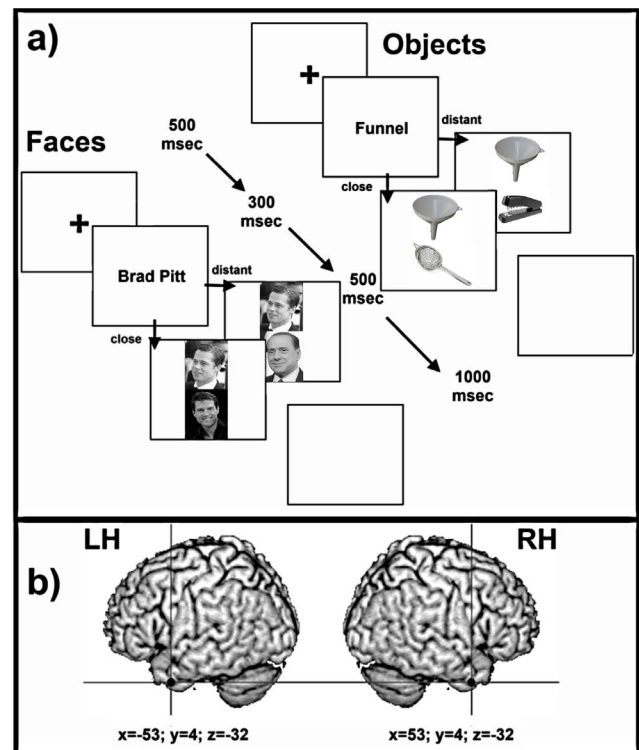 a)
Objects
+
Funnel
distant
close
500
msec
Faces
300
msec
+
Brad Pitt
distant
close
500
msec
1000
msec
LH
RH
b)
x=-53; y=4; z=-32
x=53; y=4; z=-32